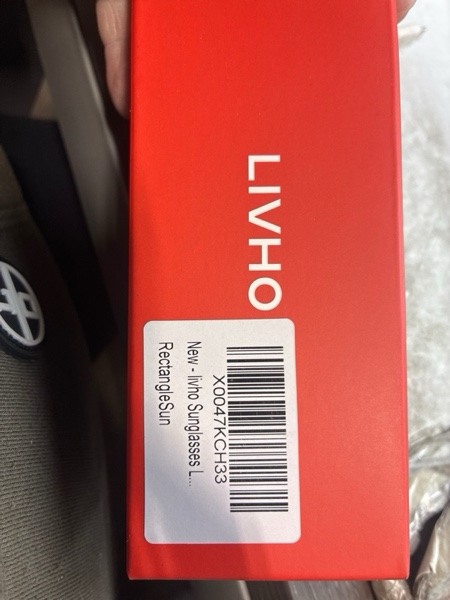 LIVHO
X0047KCH33
New - livho Sunglasses L...
RectangleSun